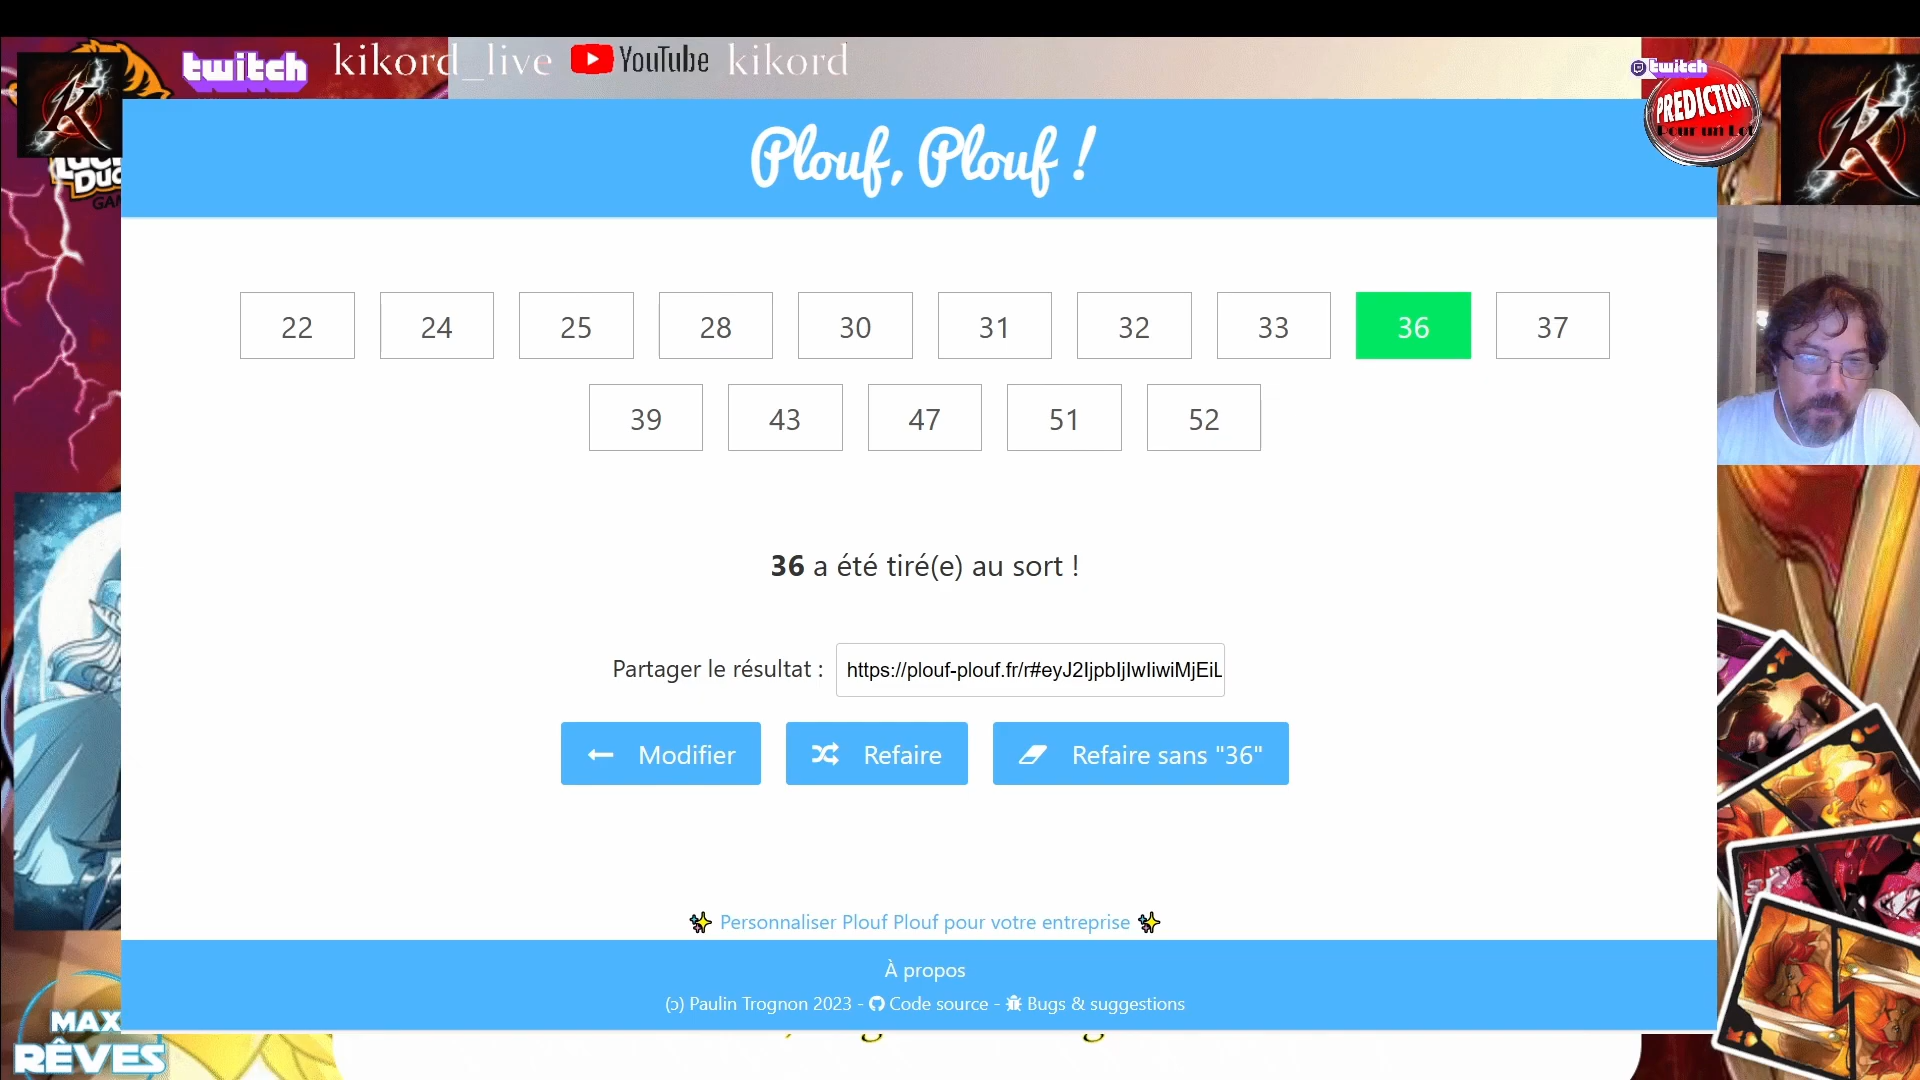 twitch kikord_live YouTube kikord
twitch
PREDICTION
Pour un Lot
Plouf, Plouf !
22 24 25 28 30 31 32 33 36 37
39 43 47 51 52
36 a été tiré(e) au sort !
Partager le résultat : https://plouf-plouf.fr/r#eyJ2IjpbIjIwIiwiMjEiL
Modifier Refaire Refaire sans "36"
Personnaliser Plouf Plouf pour votre entreprise
À propos
(ɔ) Paulin Trognon 2023 - Code source - Bugs & suggestions
MAX
RÊVES